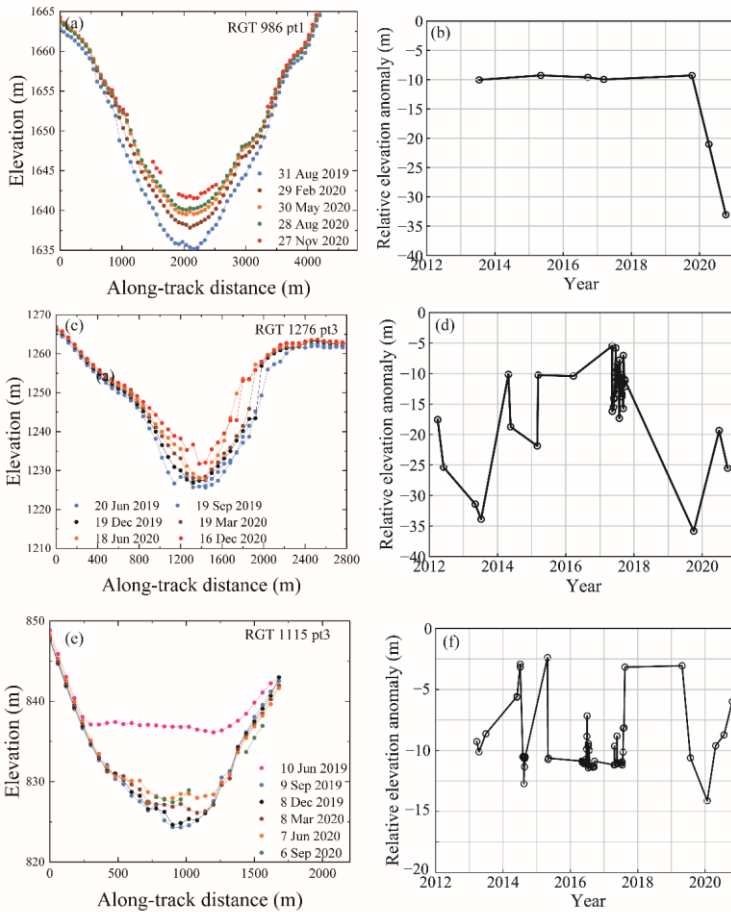 (a)
RGT 986 pt1
Elevation (m)
1665
1660
1655
1650
1645
1640
1635
31 Aug 2019
29 Feb 2020
30 May 2020
28 Aug 2020
27 Nov 2020
0
1000
2000
3000
4000
Along-track distance (m)
(b)
Relative elevation anomaly (m)
0
−5
−10
−15
−20
−25
−30
−35
2012
2014
2016
2018
2020
Year
(c)
RGT 1276 pt3
Elevation (m)
1270
1260
1250
1240
1230
1220
1210
20 Jun 2019
19 Sep 2019
19 Dec 2019
19 Mar 2020
18 Jun 2020
16 Dec 2020
0
400
800
1200
1600
2000
2400
2800
Along-track distance (m)
(d)
Relative elevation anomaly (m)
0
−5
−10
−15
−20
−25
−30
−35
−40
2012
2014
2016
2018
2020
Year
(e)
RGT 1115 pt3
Elevation (m)
850
840
830
820
10 Jun 2019
9 Sep 2019
8 Dec 2019
8 Mar 2020
7 Jun 2020
6 Sep 2020
0
500
1000
1500
2000
Along-track distance (m)
(f)
Relative elevation anomaly (m)
0
−5
−10
−15
−20
2012
2014
2016
2018
2020
Year